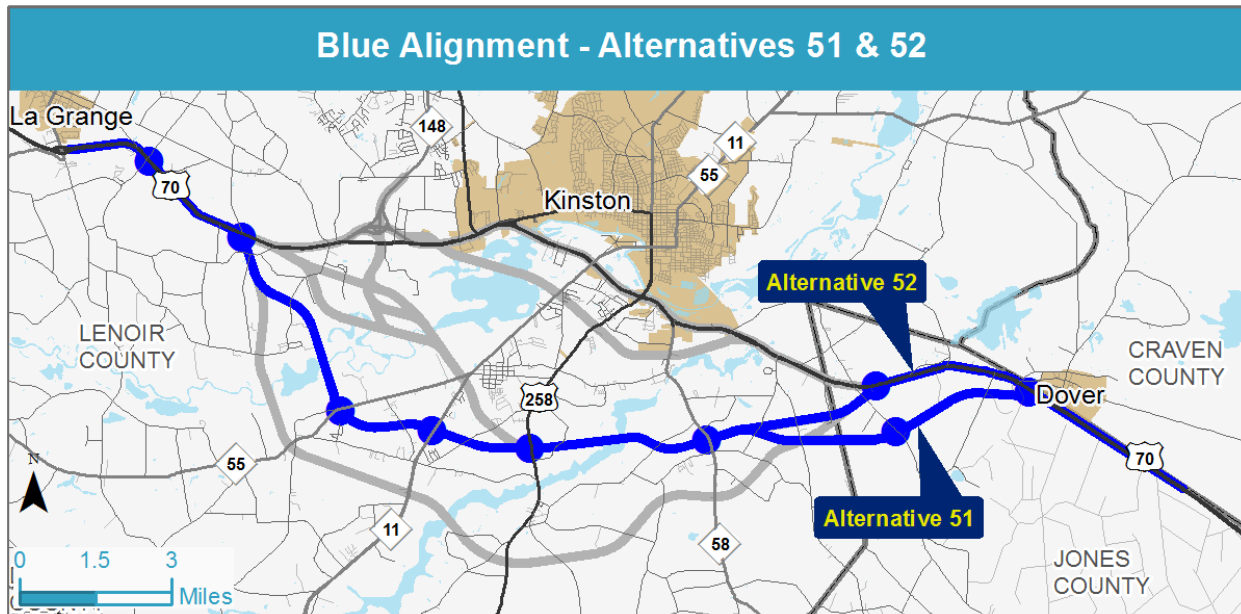 Blue Alignment - Alternatives 51 & 52
La Grange
148
11
70
55
Kinston
Alternative 52
LENOIR
COUNTY
CRAVEN
COUNTY
258
Dover
N
55
70
Alternative 51
11
58
0 1.5 3
Miles
JONES
COUNTY
COUNTY